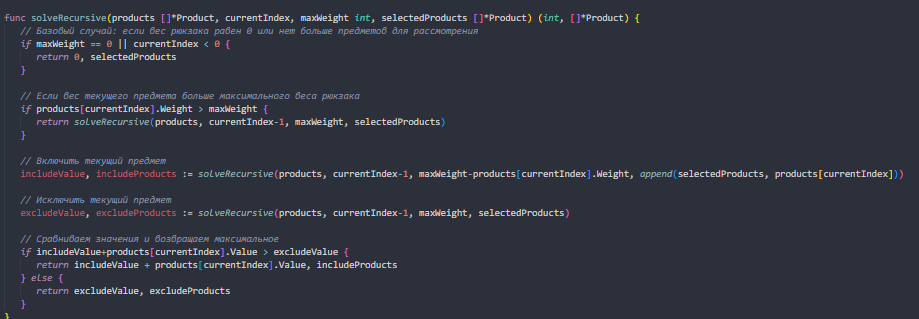 func solveRecursive(products []*Product, currentIndex, maxWeight int, selectedProducts []*Product) (int, []*Product) {
// Базовый случай: если вес рюкзака равен 0 или нет больше предметов для рассмотрения
if maxWeight == 0 || currentIndex < 0 {
return 0, selectedProducts
}
// Если вес текущего предмета больше максимального веса рюкзака
if products[currentIndex].Weight > maxWeight {
return solveRecursive(products, currentIndex-1, maxWeight, selectedProducts)
}
// Включить текущий предмет
includeValue, includeProducts := solveRecursive(products, currentIndex-1, maxWeight-products[currentIndex].Weight, append(selectedProducts, products[currentIndex]))
// Исключить текущий предмет
excludeValue, excludeProducts := solveRecursive(products, currentIndex-1, maxWeight, selectedProducts)
// Сравниваем значения и возвращаем максимальное
if includeValue+products[currentIndex].Value > excludeValue {
return includeValue + products[currentIndex].Value, includeProducts
} else {
return excludeValue, excludeProducts
}
}